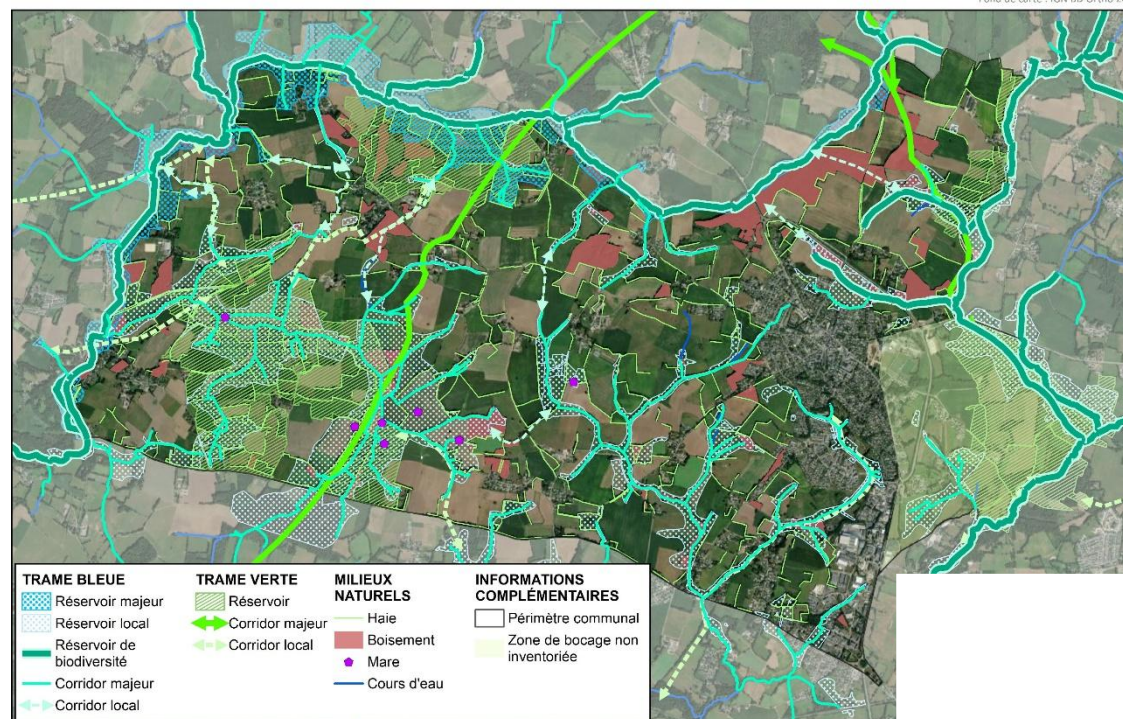 TRAME BLEUE
Réservoir majeur
Réservoir local
Réservoir de
biodiversité
Corridor majeur
Corridor local
TRAME VERTE
Réservoir
Corridor majeur
Corridor local
MILIEUX
NATURELS
Haie
Boisement
Mare
Cours d'eau
INFORMATIONS
COMPLÉMENTAIRES
Périmètre communal
Zone de bocage non
inventoriée